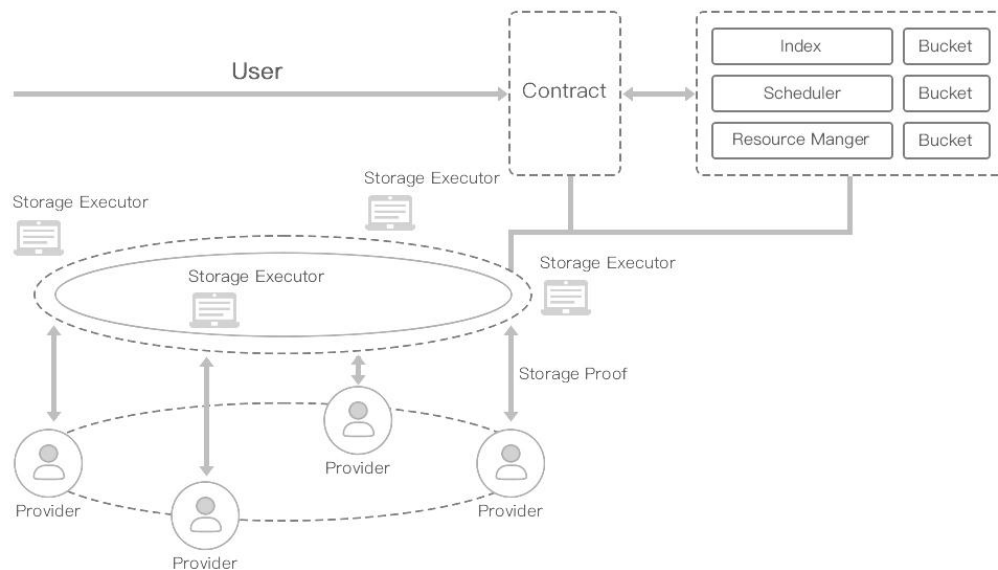 User
Contract
Index
Bucket
Scheduler
Bucket
Resource Manger
Bucket
Storage Executor
Storage Executor
Storage Executor
Storage Executor
Storage Proof
Provider
Provider
Provider
Provider